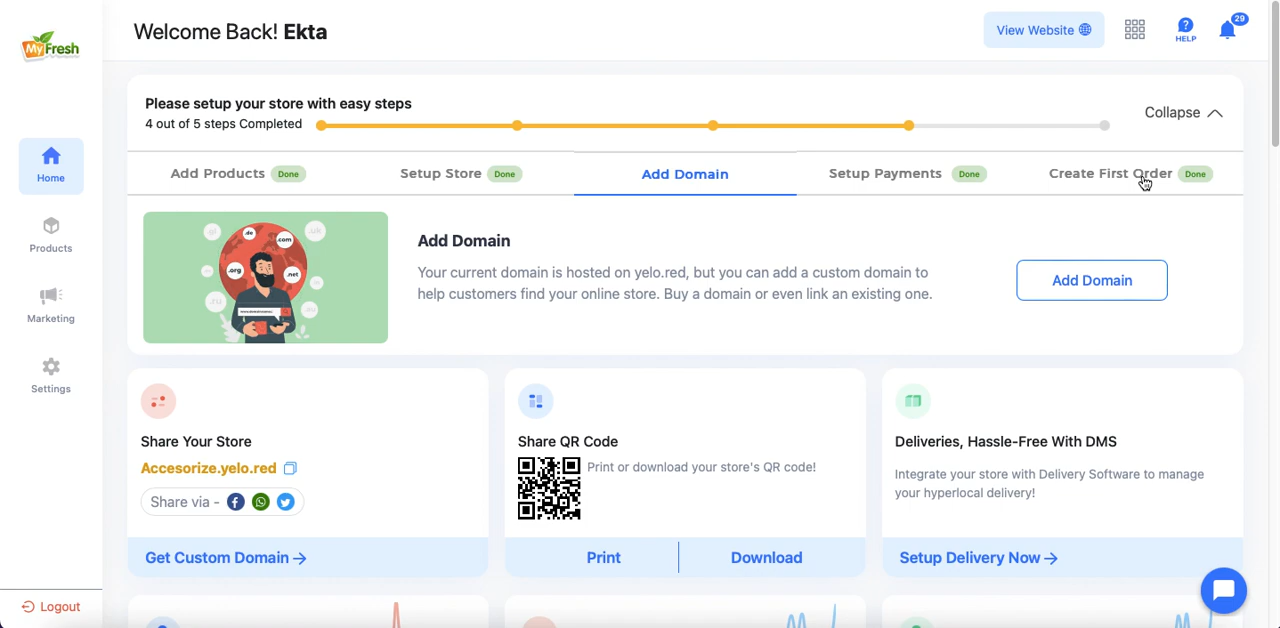 MyFresh
Welcome Back! Ekta
View Website
HELP
29
Please setup your store with easy steps
4 out of 5 steps Completed
Collapse
Add Products Done
Setup Store Done
Add Domain
Setup Payments Done
Create First Order Done
Home
Products
Marketing
Settings
Logout
.uk
.de
.com
.org
.net
.ru
Add Domain
Your current domain is hosted on yelo.red, but you can add a custom domain to
help customers find your online store. Buy a domain or even link an existing one.
Add Domain
Share Your Store
Accesorize.yelo.red
Share via -
Get Custom Domain
Share QR Code
Print or download your store's QR code!
Print
Download
Deliveries, Hassle-Free With DMS
Integrate your store with Delivery Software to manage
your hyperlocal delivery!
Setup Delivery Now